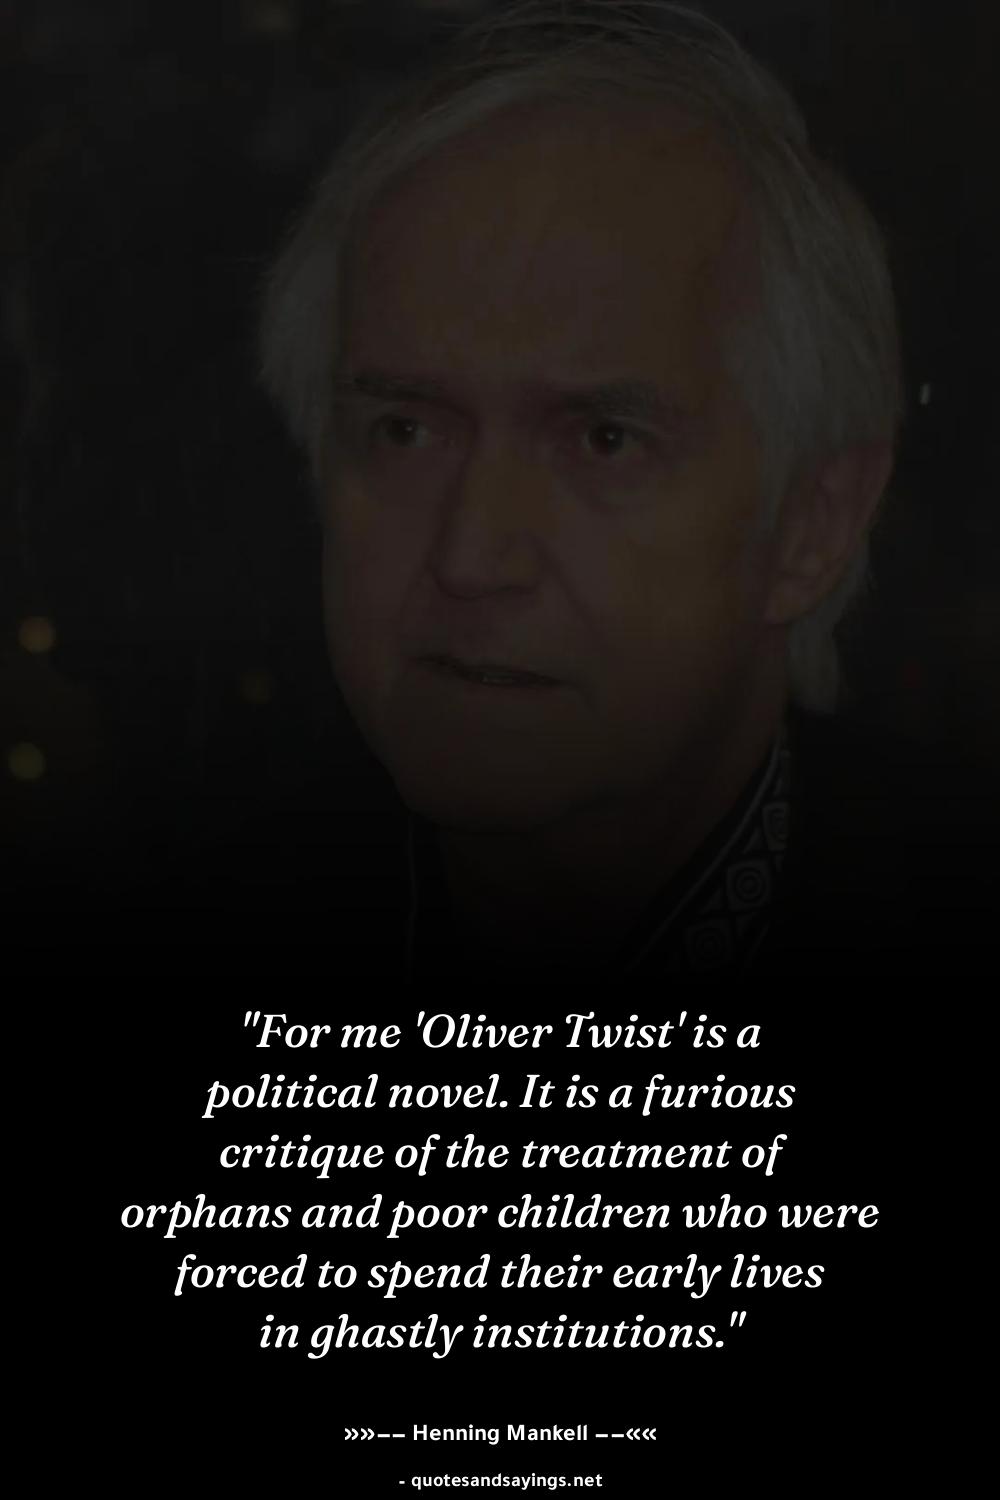 "For me 'Oliver Twist' is a
political novel. It is a furious
critique of the treatment of
orphans and poor children who were
forced to spend their early lives
in ghastly institutions."
»»−− Henning Mankell −−««
- quotesandsayings.net